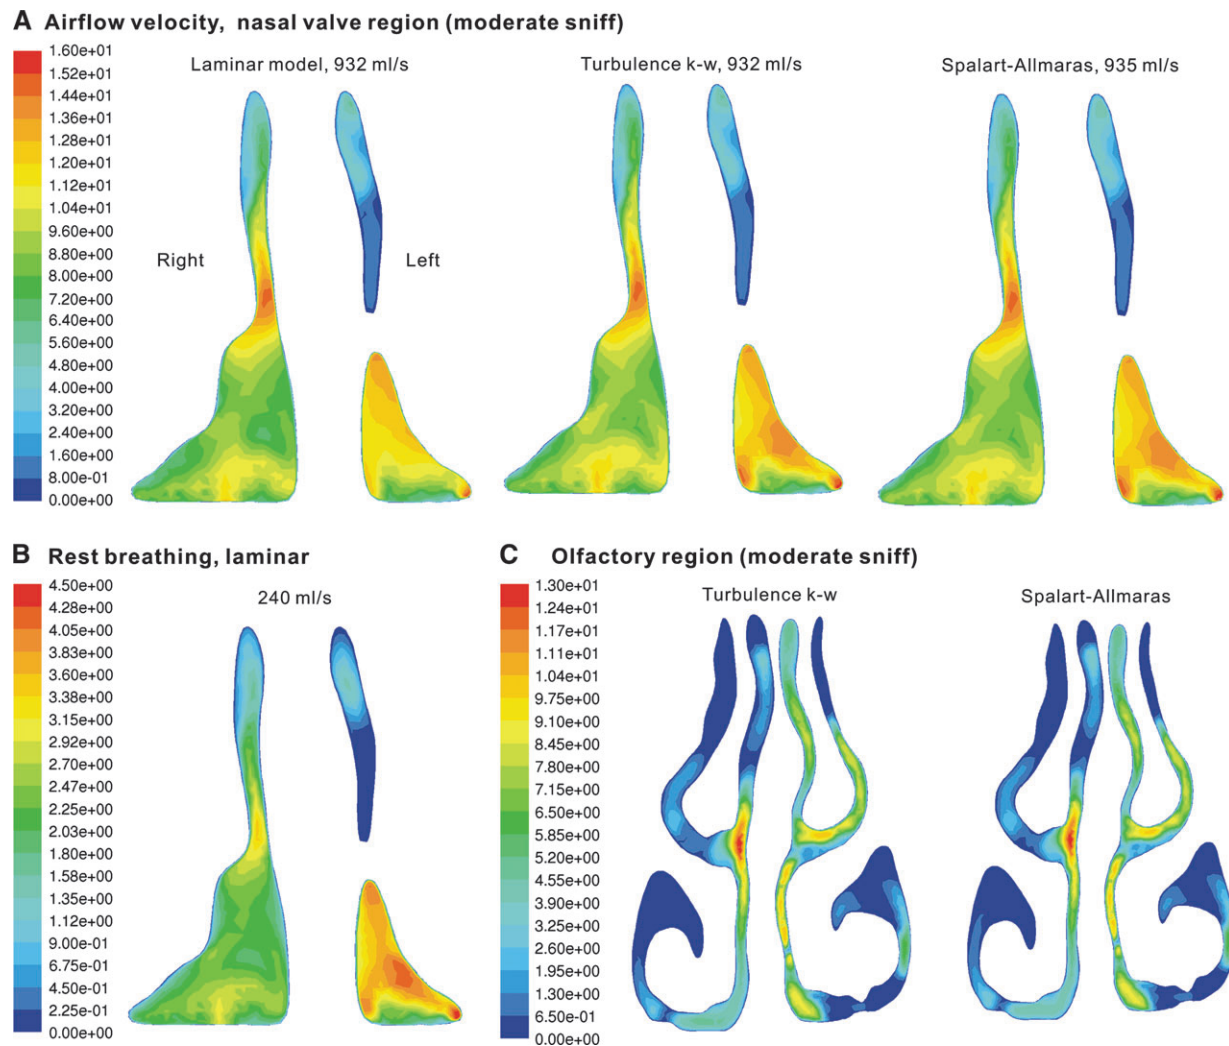 A Airflow velocity, nasal valve region (moderate sniff)
1.60e+01
1.52e+01
1.44e+01
1.36e+01
1.28e+01
1.20e+01
1.12e+01
1.04e+01
9.60e+00
8.80e+00
8.00e+00
7.20e+00
6.40e+00
5.60e+00
4.80e+00
4.00e+00
3.20e+00
2.40e+00
1.60e+00
8.00e-01
0.00e+00
Laminar model, 932 ml/s
Turbulence k-w, 932 ml/s
Spalart-Allmaras, 935 ml/s
Right
Left
B Rest breathing, laminar
4.50e+00
4.28e+00
4.05e+00
3.83e+00
3.60e+00
3.38e+00
3.15e+00
2.92e+00
2.47e+00
2.25e+00
2.03e+00
1.80e+00
1.58e+00
1.35e+00
1.12e+00
9.00e-01
6.75e-01
4.50e-01
2.25e-01
0.00e+00
240 ml/s
C Olfactory region (moderate sniff)
1.30e+01
1.24e+01
1.17e+01
1.11e+01
1.04e+01
9.75e+00
9.10e+00
8.45e+00
7.80e+00
7.15e+00
6.50e+00
5.85e+00
5.20e+00
4.55e+00
3.90e+00
3.25e+00
2.60e+00
1.95e+00
1.30e+00
6.50e-01
0.00e+00
Turbulence k-w
Spalart-Allmaras